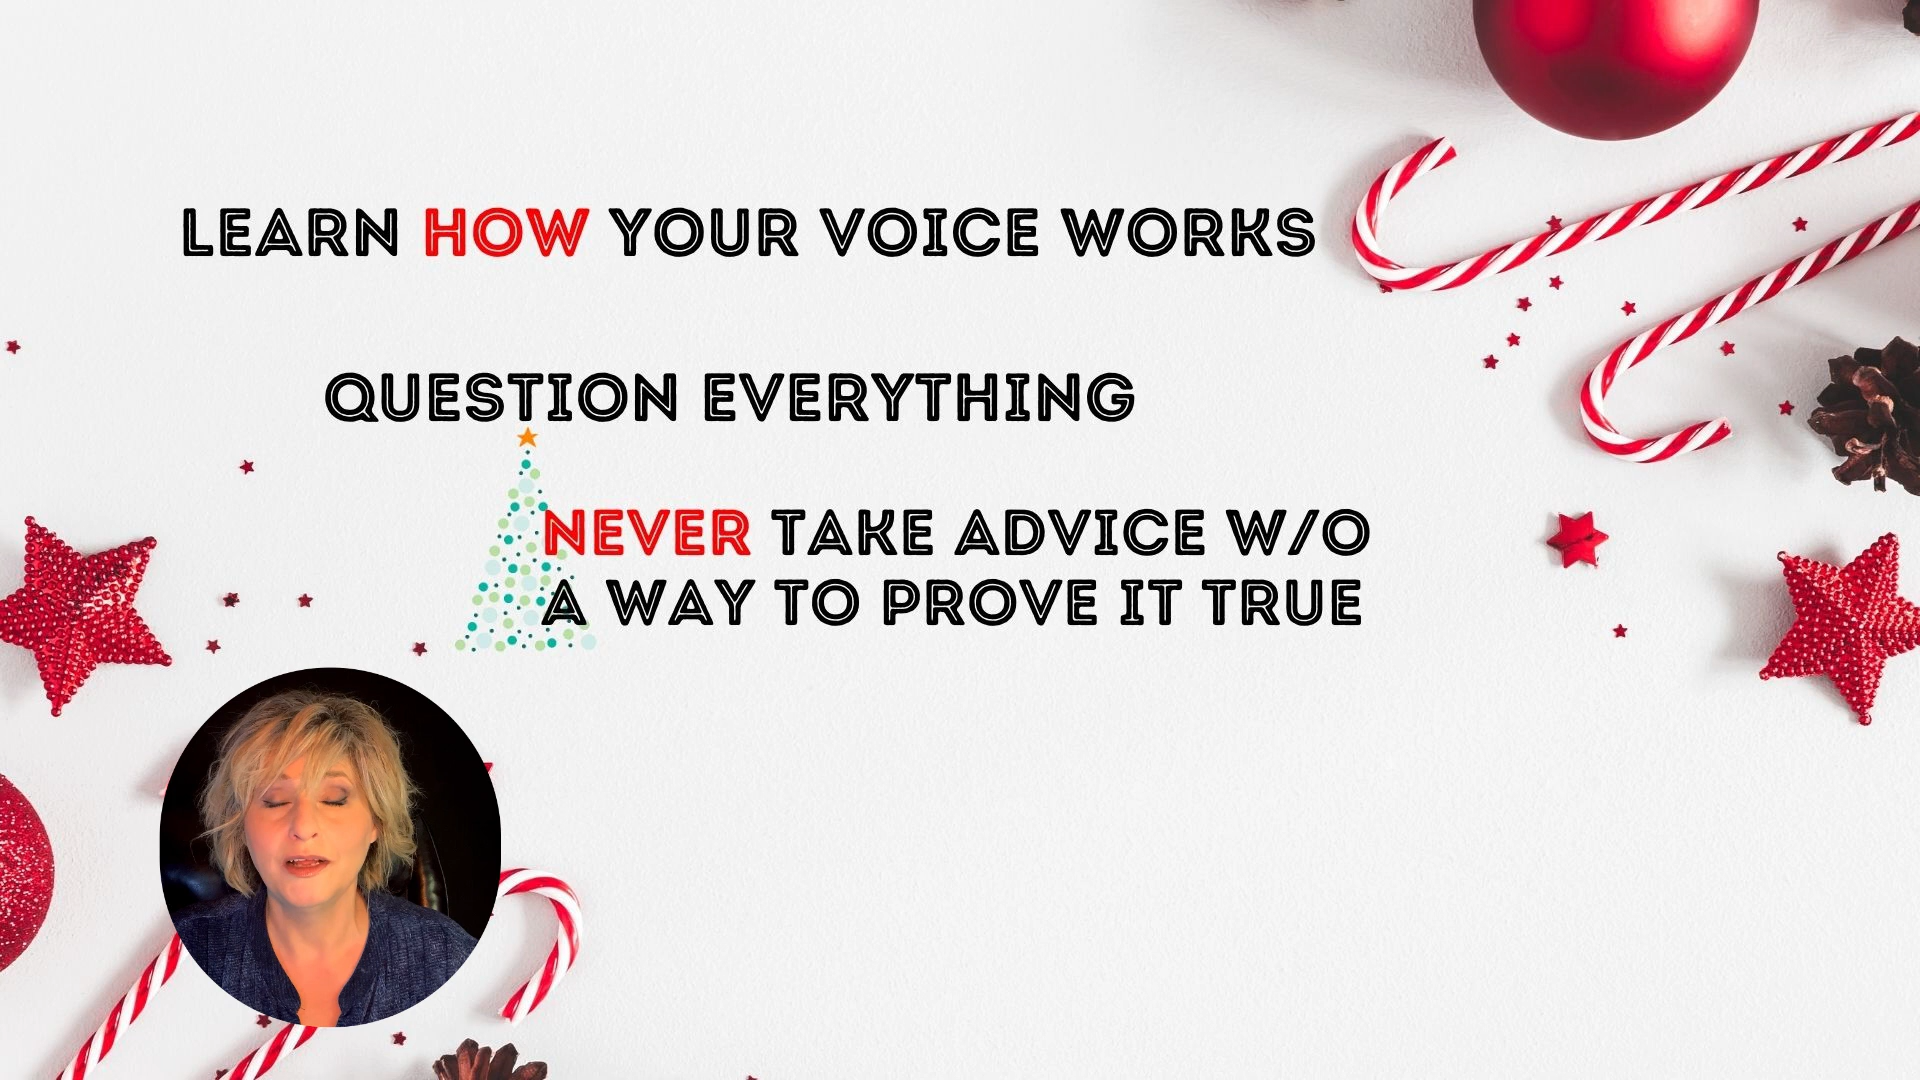 LEARN HOW YOUR VOICE WORKS
QUESTION EVERYTHING
NEVER TAKE ADVICE W/O
A WAY TO PROVE IT TRUE